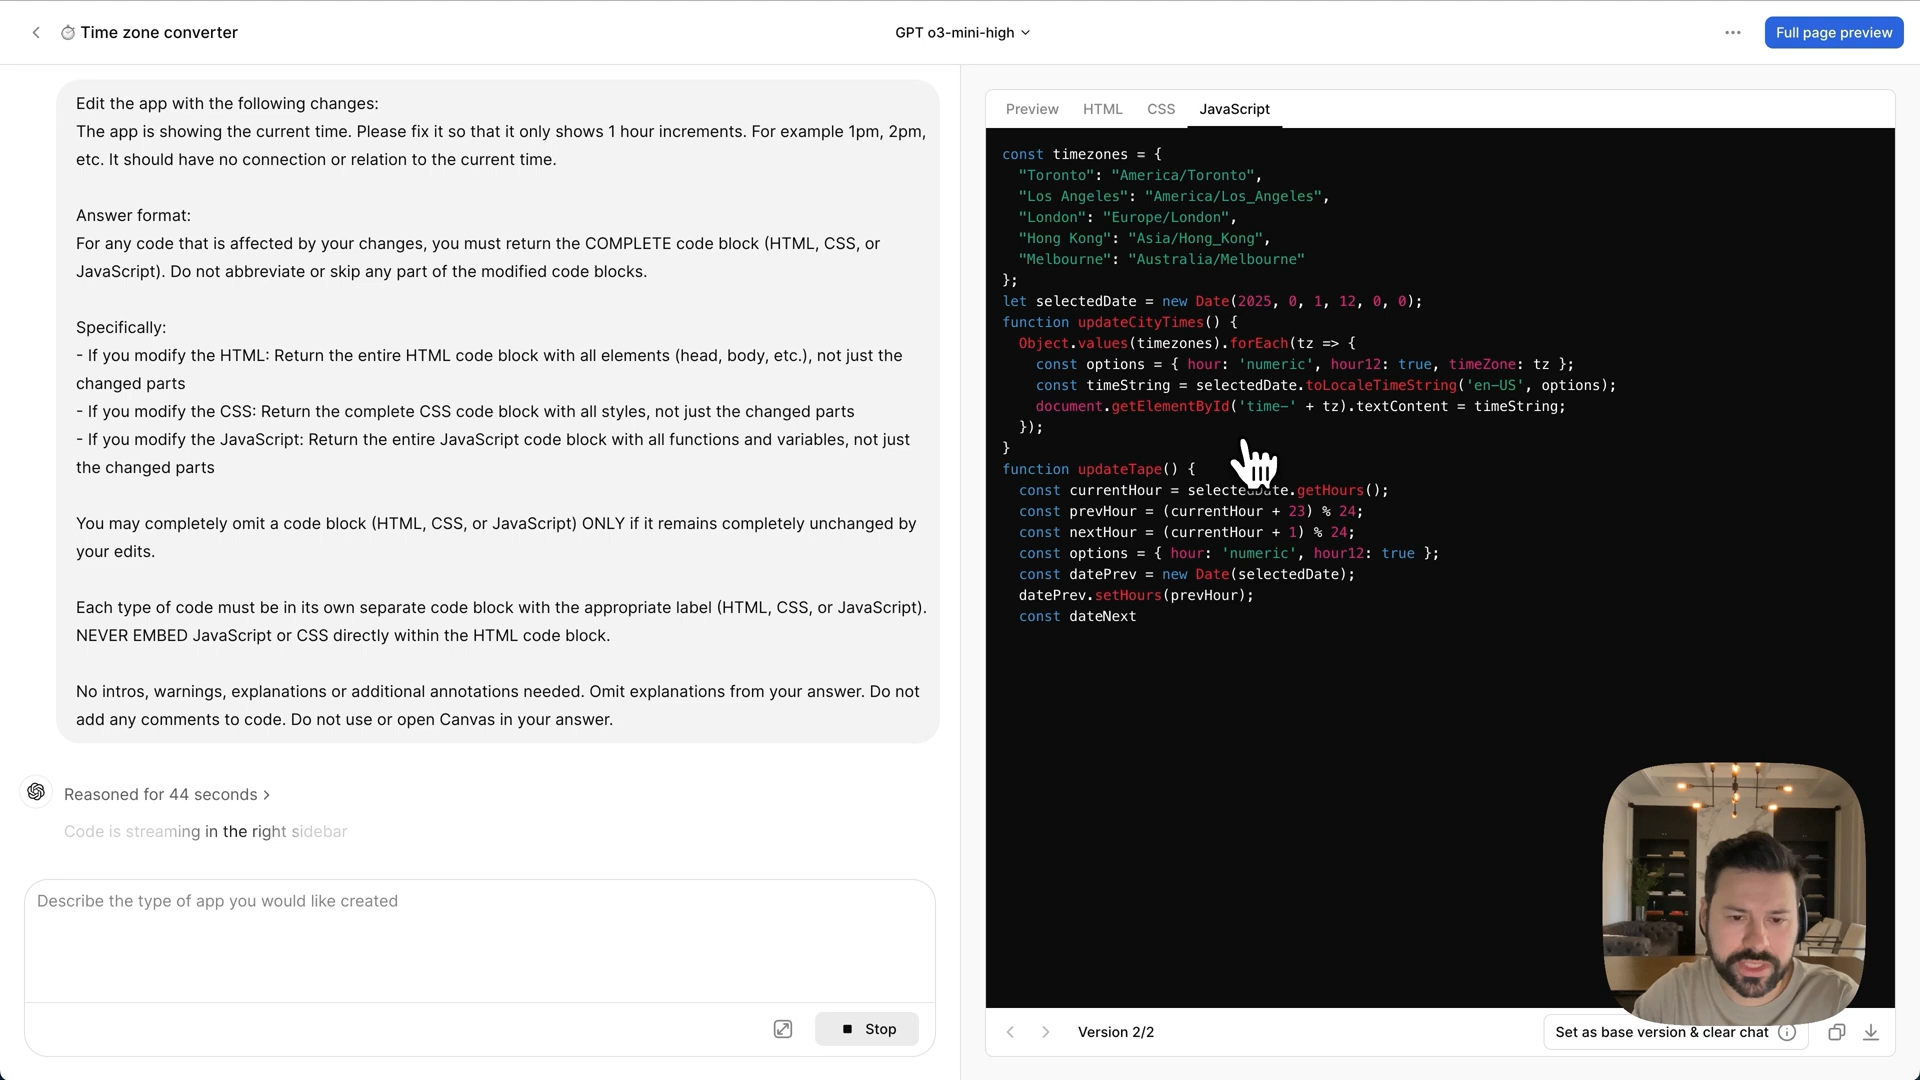 Time zone converter
GPT o3-mini-high
Full page preview
Edit the app with the following changes:
The app is showing the current time. Please fix it so that it only shows 1 hour increments. For example 1pm, 2pm,
etc. It should have no connection or relation to the current time.
Answer format:
For any code that is affected by your changes, you must return the COMPLETE code block (HTML, CSS, or
JavaScript). Do not abbreviate or skip any part of the modified code blocks.
Specifically:
- If you modify the HTML: Return the entire HTML code block with all elements (head, body, etc.), not just the
changed parts
- If you modify the CSS: Return the complete CSS code block with all styles, not just the changed parts
- If you modify the JavaScript: Return the entire JavaScript code block with all functions and variables, not just
the changed parts
You may completely omit a code block (HTML, CSS, or JavaScript) ONLY if it remains completely unchanged by
your edits.
Each type of code must be in its own separate code block with the appropriate label (HTML, CSS, or JavaScript).
NEVER EMBED JavaScript or CSS directly within the HTML code block.
No intros, warnings, explanations or additional annotations needed. Omit explanations from your answer. Do not
add any comments to code. Do not use or open Canvas in your answer.
Reasoned for 44 seconds >
Code is streaming in the right sidebar
Describe the type of app you would like created
Stop
Preview HTML CSS JavaScript
const timezones = {
"Toronto": "America/Toronto",
"Los Angeles": "America/Los_Angeles",
"London": "Europe/London",
"Hong Kong": "Asia/Hong_Kong",
"Melbourne": "Australia/Melbourne"
};
let selectedDate = new Date(2025, 0, 1, 12, 0, 0);
function updateCityTimes() {
Object.values(timezones).forEach(tz => {
const options = { hour: 'numeric', hour12: true, timeZone: tz };
const timeString = selectedDate.toLocaleTimeString('en-US', options);
document.getElementById('time-' + tz).textContent = timeString;
});
}
function updateTape() {
const currentHour = selectedDate.getHours();
const prevHour = (currentHour + 23) % 24;
const nextHour = (currentHour + 1) % 24;
const options = { hour: 'numeric', hour12: true };
const datePrev = new Date(selectedDate);
datePrev.setHours(prevHour);
const dateNext
Version 2/2
Set as base version & clear chat